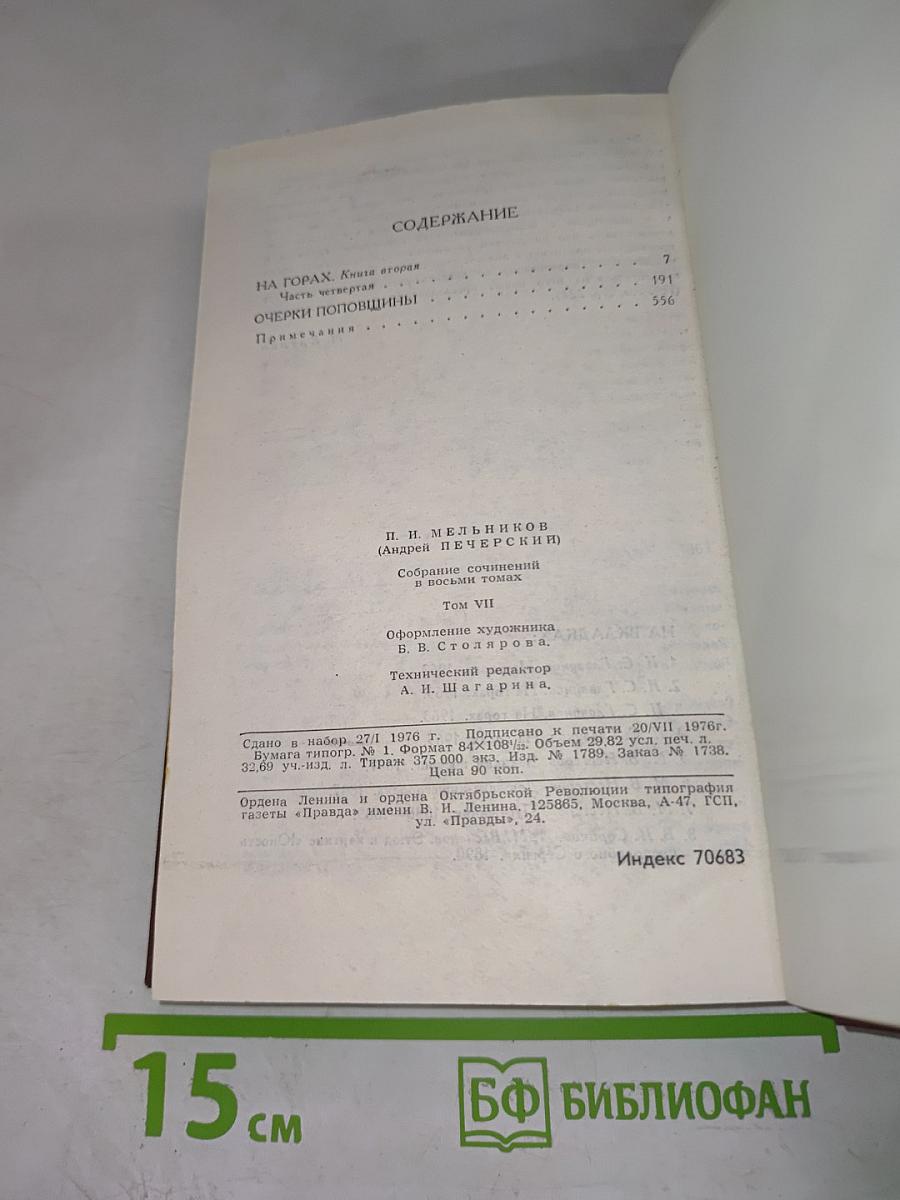 СОДЕРЖАНИЕ
НА ГОРАХ. Книга вторая
Часть четвертая . . . . . . . . . . . . . . 7
ОЧЕРКИ ПОПОВЩИНЫ . . . . . . . . . . . 191
Примечания . . . . . . . . . . . . . . . 556
П. И. МЕЛЬНИКОВ
(Андрей ПЕЧЕРСКИЙ)
Собрание сочинений
в восьми томах
Том VII
Оформление художника
Б. В. Столярова.
Технический редактор
А. И. Шагарина.
Сдано в набор 27/I 1976 г. Подписано к печати 20/VII 1976г.
Бумага типогр. № 1. Формат 84×108¹/₃₂. Объем 29,82 усл. печ. л.
32,69 уч.-изд. л. Тираж 375 000 экз. Изд. № 1789. Заказ № 1738.
Цена 90 коп.
Ордена Ленина и ордена Октябрьской Революции типография
газеты «Правда» имени В. И. Ленина, 125865, Москва, А-47, ГСП,
ул. «Правды», 24.
Индекс 70683
15 см
БФ БИБЛИОФАН